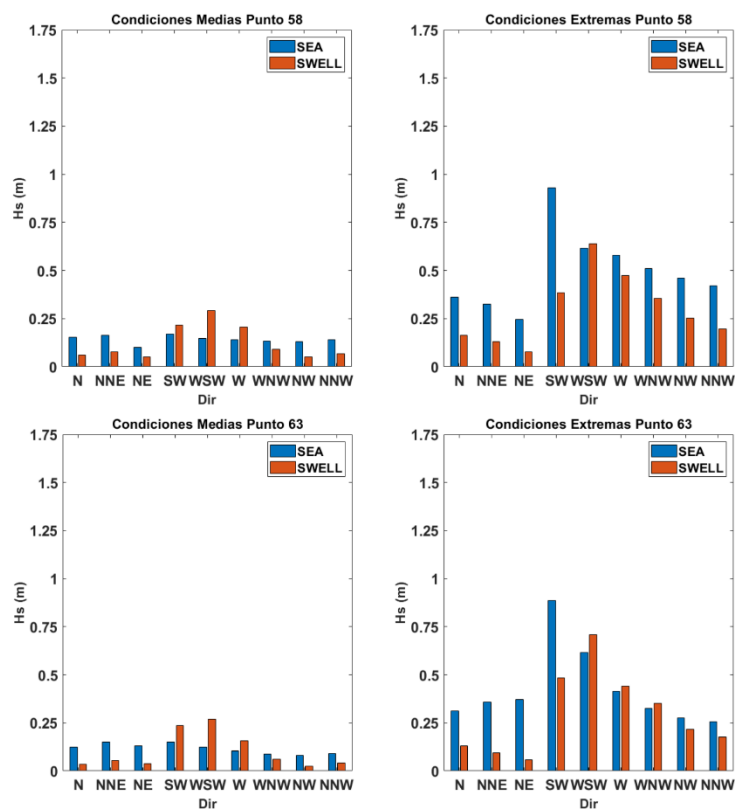 Condiciones Medias Punto 58
1.75
1.5
1.25
1
0.75
0.5
0.25
0
Hs (m)
SEA
SWELL
N NNE NE SW WSW W WNW NW NNW
Dir
Condiciones Extremas Punto 58
1.75
1.5
1.25
1
0.75
0.5
0.25
0
Hs (m)
SEA
SWELL
N NNE NE SW WSW W WNW NW NNW
Dir
Condiciones Medias Punto 63
1.75
1.5
1.25
1
0.75
0.5
0.25
0
Hs (m)
SEA
SWELL
N NNE NE SW WSW W WNW NW NNW
Dir
Condiciones Extremas Punto 63
1.75
1.5
1.25
1
0.75
0.5
0.25
0
Hs (m)
SEA
SWELL
N NNE NE SW WSW W WNW NW NNW
Dir